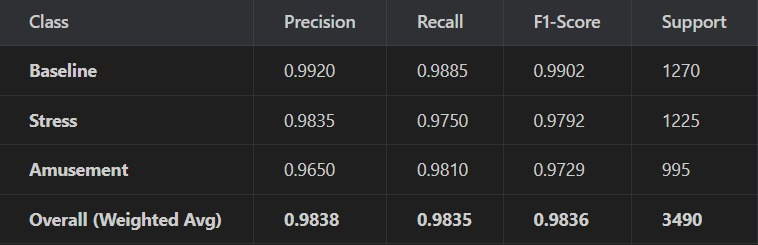 Class Precision Recall F1-Score Support
Baseline 0.9920 0.9885 0.9902 1270
Stress 0.9835 0.9750 0.9792 1225
Amusement 0.9650 0.9810 0.9729 995
Overall (Weighted Avg) 0.9838 0.9835 0.9836 3490